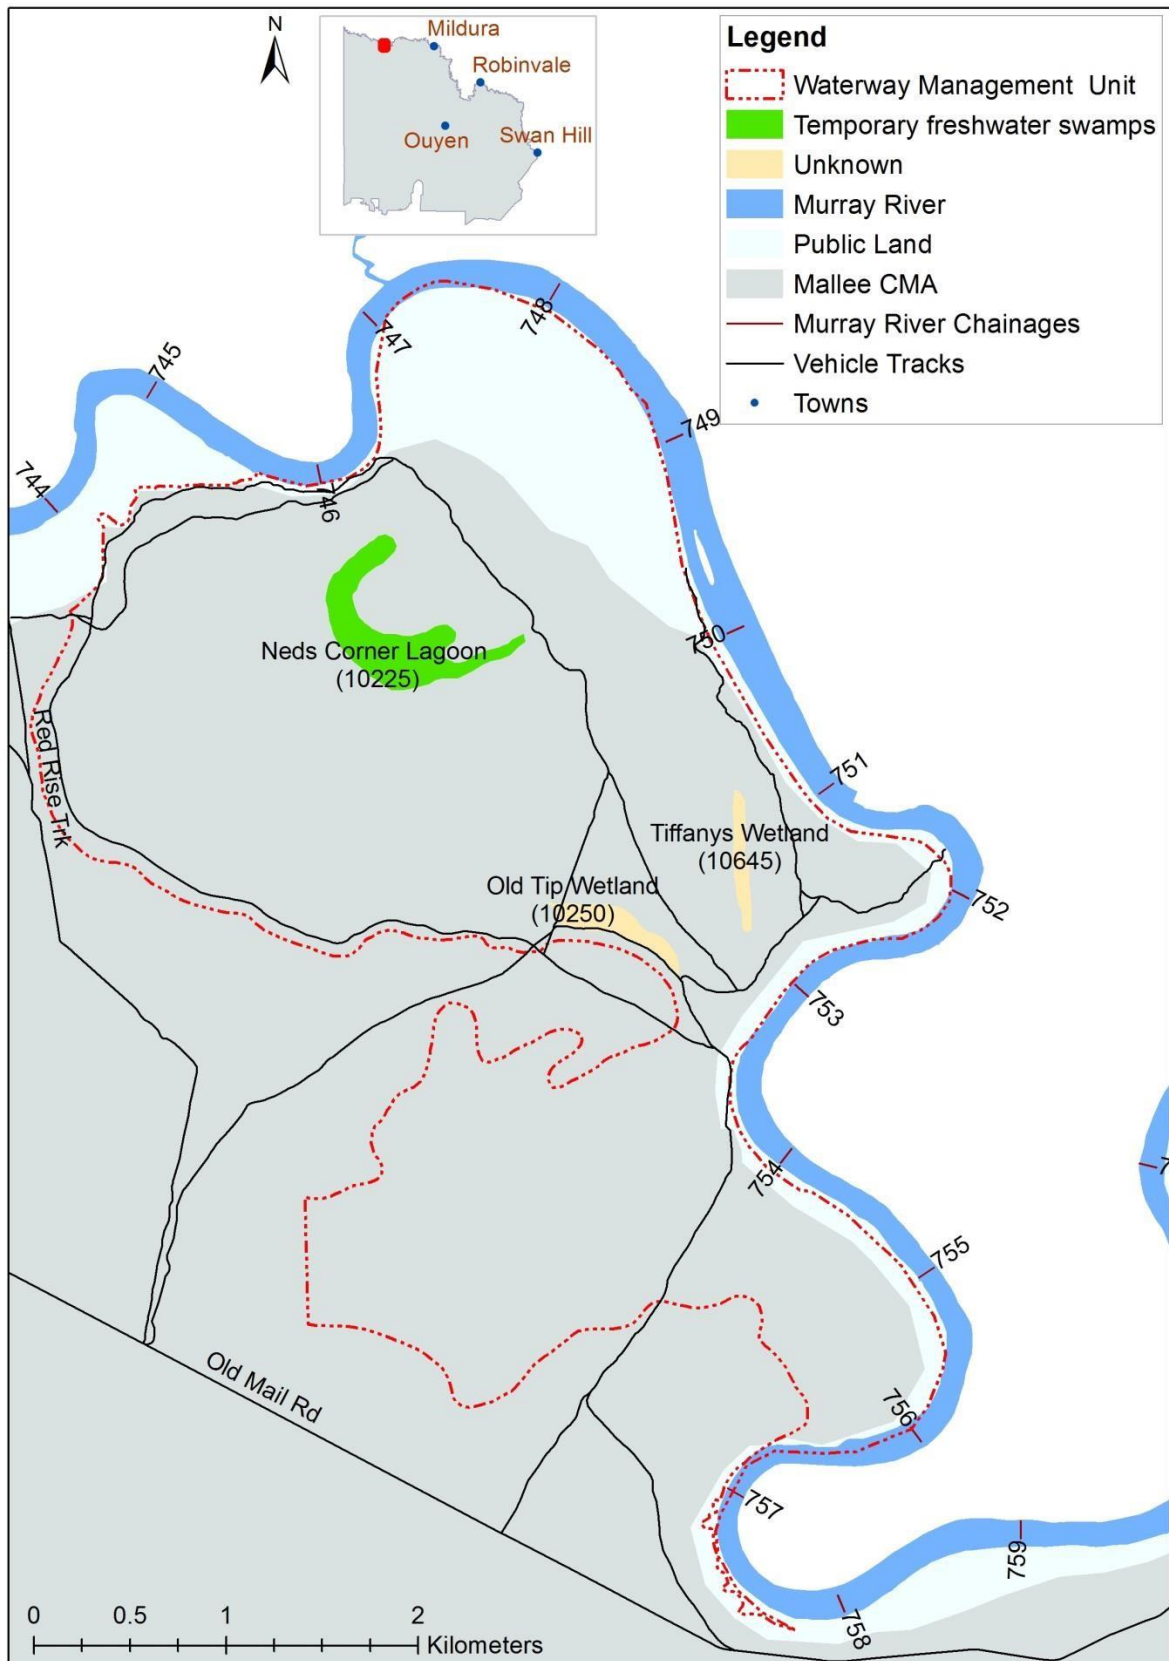 N
Mildura
Robinvale
Ouyen
Swan Hill
Legend
Waterway Management Unit
Temporary freshwater swamps
Unknown
Murray River
Public Land
Mallee CMA
Murray River Chainages
Vehicle Tracks
Towns
748
747
745
749
744
746
750
Neds Corner Lagoon
(10225)
Red Rise Trk
751
Tiffanys Wetland
(10645)
Old Tip Wetland
(10250)
752
753
754
755
Old Mail Rd
756
757
759
758
0 0.5 1 2
Kilometers